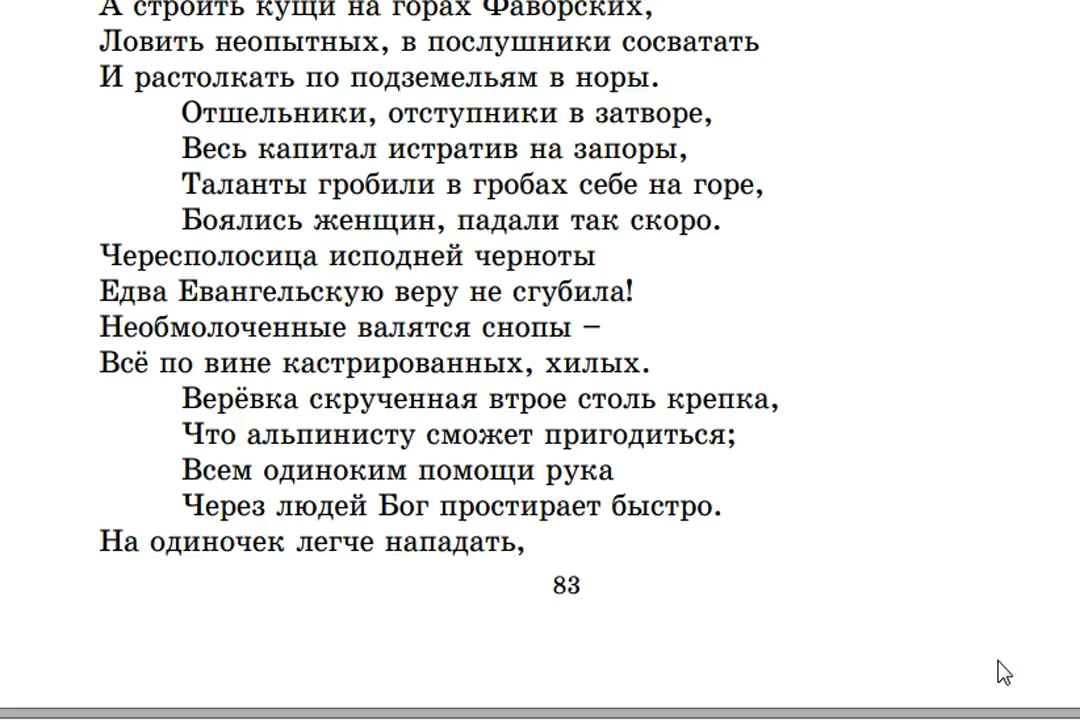 А строить кущи на горах Фаворских,
Ловить неопытных, в послушники сосватать
И растолкать по подземельям в норы.
Отшельники, отступники в затворе,
Весь капитал истратив на запоры,
Таланты гробили в гробах себе на горе,
Боялись женщин, падали так скоро.
Чересполосица исподней черноты
Едва Евангельскую веру не сгубила!
Необмолоченные валятся снопы –
Всё по вине кастрированных, хилых.
Верёвка скрученная втрое столь крепка,
Что альпинисту сможет пригодиться;
Всем одиноким помощи рука
Через людей Бог простирает быстро.
На одиночек легче нападать,
83